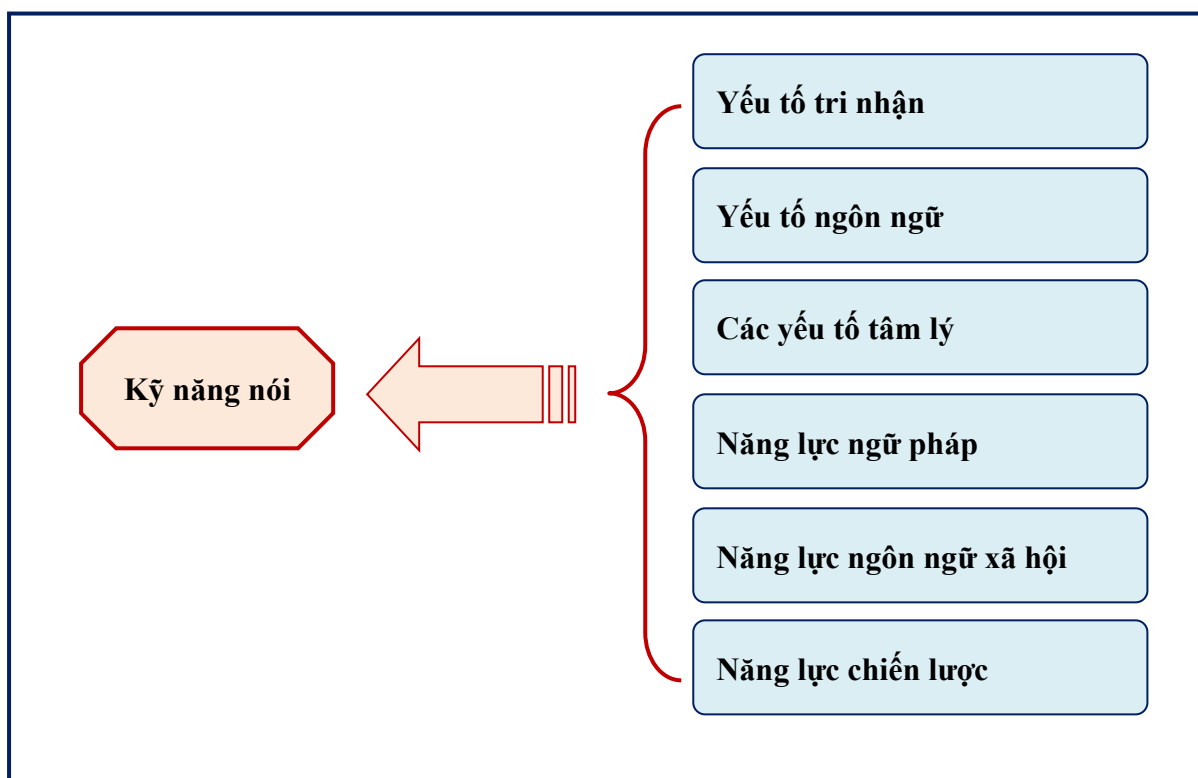 Yếu tố tri nhận
Yếu tố ngôn ngữ
Các yếu tố tâm lý
Kỹ năng nói
Năng lực ngữ pháp
Năng lực ngôn ngữ xã hội
Năng lực chiến lược